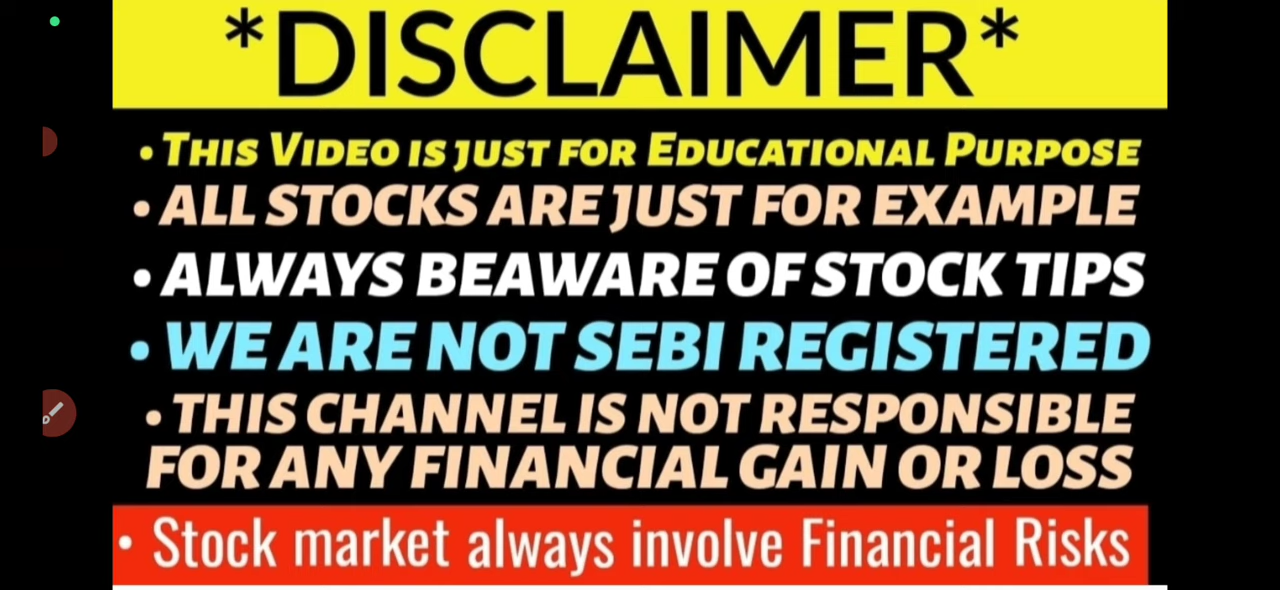 *DISCLAIMER*
• THIS VIDEO IS JUST FOR EDUCATIONAL PURPOSE
• ALL STOCKS ARE JUST FOR EXAMPLE
• ALWAYS BEAWARE OF STOCK TIPS
• WE ARE NOT SEBI REGISTERED
• THIS CHANNEL IS NOT RESPONSIBLE
FOR ANY FINANCIAL GAIN OR LOSS
• Stock market always involve Financial Risks